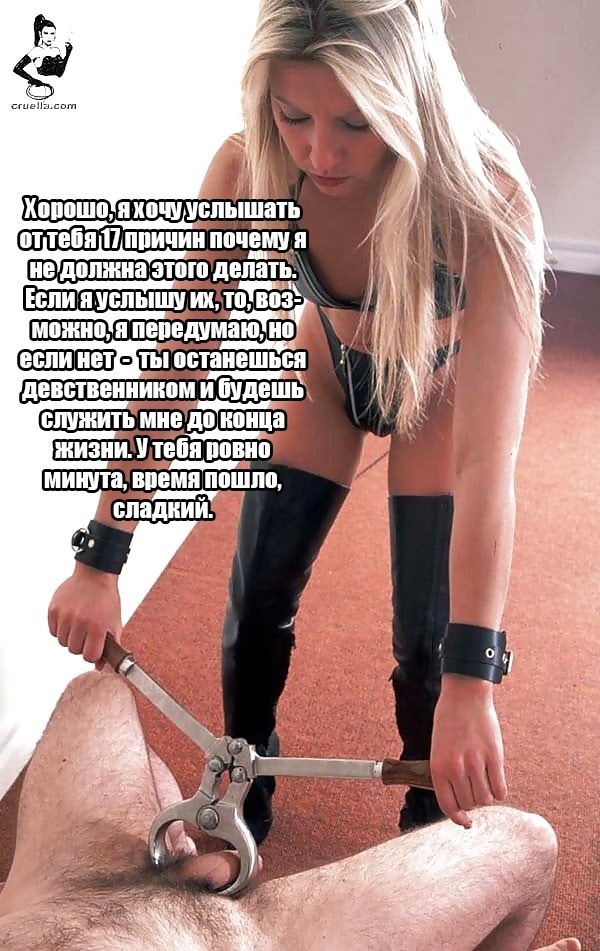 cruella.com
Хорошо, я хочу услышать
от тебя 17 причин почему я
не должна этого делать.
Если я услышу их, то, воз-
можно, я передумаю, но
если нет - ты останешься
девственником и будешь
служить мне до конца
жизни. У тебя ровно
минута, время пошло,
сладкий.